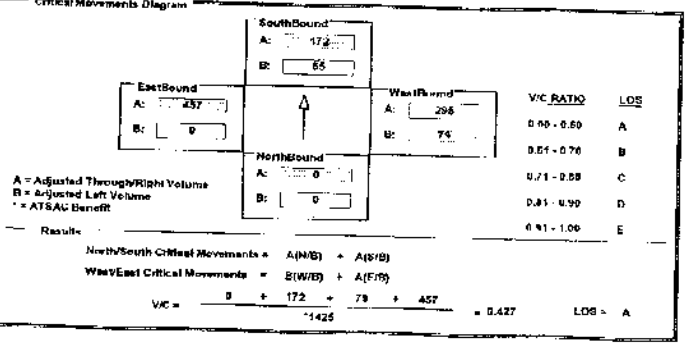 Critical Movements Diagram
SouthBound
A: 172
B: 55
EastBound
A: 457
B: 0
WestBound
A: 295
B: 74
NorthBound
A: 0
B: 0
V/C RATIO LOS
0.00 - 0.60 A
0.61 - 0.70 B
0.71 - 0.80 C
0.81 - 0.90 D
0.91 - 1.00 E
A = Adjusted Through/Right Volume
B = Adjusted Left Volume
* = ATSAC Benefit
Results
North/South Critical Movements = A(N/B) + A(S/B)
West/East Critical Movements = B(W/B) + A(E/B)
V/C = 0 + 172 + + 457 = 0.427 LOS = A
*1425